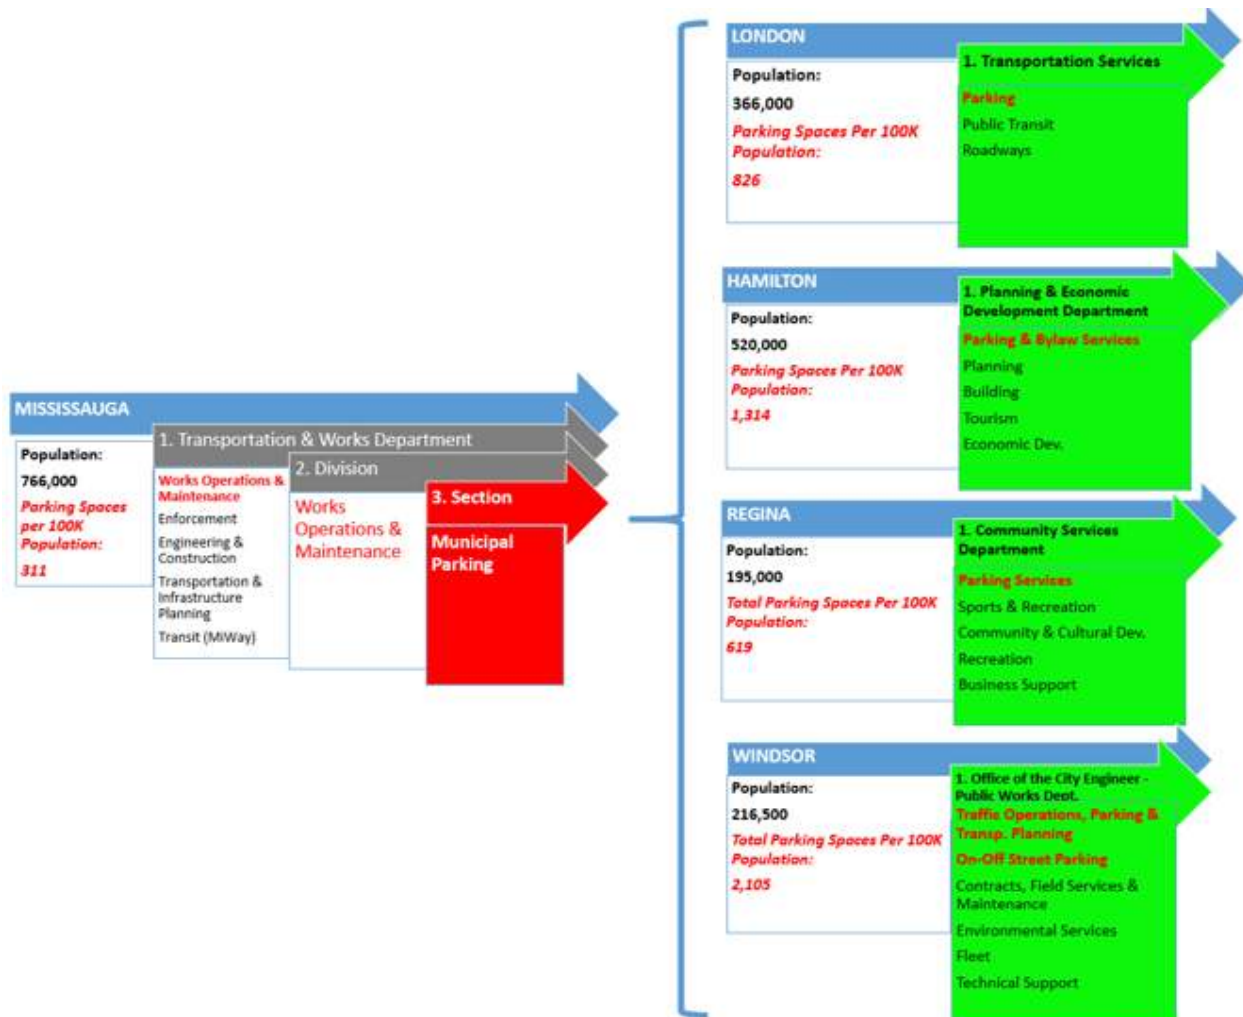 MISSISSAUGA
Population:
766,000
Parking Spaces
per 100K
Population:
311
1. Transportation & Works Department
Works Operations &
Maintenance
Enforcement
Engineering &
Construction
Transportation &
Infrastructure
Planning
Transit (MiWay)
2. Division
Works
Operations &
Maintenance
3. Section
Municipal
Parking
LONDON
Population:
366,000
Parking Spaces Per 100K
Population:
826
1. Transportation Services
Parking
Public Transit
Roadways
HAMILTON
Population:
520,000
Parking Spaces Per 100K
Population:
1,314
1. Planning & Economic
Development Department
Parking & Bylaw Services
Planning
Building
Tourism
Economic Dev.
REGINA
Population:
195,000
Total Parking Spaces Per 100K
Population:
619
1. Community Services
Department
Parking Services
Sports & Recreation
Community & Cultural Dev.
Recreation
Business Support
WINDSOR
Population:
216,500
Total Parking Spaces Per 100K
Population:
2,105
1. Office of the City Engineer -
Public Works Dept.
Traffic Operations, Parking &
Transp. Planning
On-Off Street Parking
Contracts, Field Services &
Maintenance
Environmental Services
Fleet
Technical Support